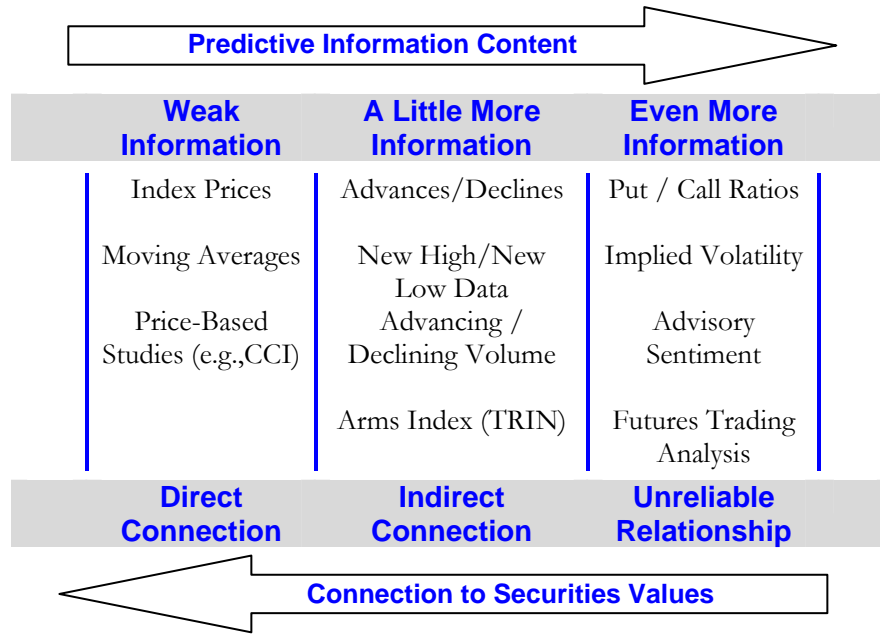 Predictive Information Content
Weak
Information
A Little More
Information
Even More
Information
Index Prices
Moving Averages
Price-Based
Studies (e.g.,CCI)
Advances/Declines
New High/New
Low Data
Advancing /
Declining Volume
Arms Index (TRIN)
Put / Call Ratios
Implied Volatility
Advisory
Sentiment
Futures Trading
Analysis
Direct
Connection
Indirect
Connection
Unreliable
Relationship
Connection to Securities Values